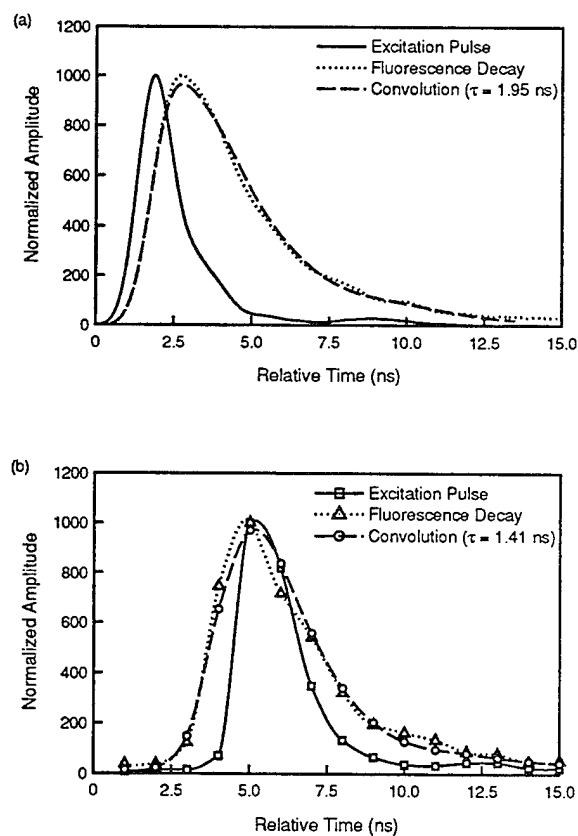 (a)
1200
1000
800
600
400
200
0
Normalized Amplitude
Excitation Pulse
Fluorescence Decay
Convolution (τ = 1.95 ns)
0 2.5 5.0 7.5 10.0 12.5 15.0
Relative Time (ns)
(b)
1200
1000
800
600
400
200
0
Normalized Amplitude
Excitation Pulse
Fluorescence Decay
Convolution (τ = 1.41 ns)
0.0 2.5 5.0 7.5 10.0 12.5 15.0
Relative Time (ns)